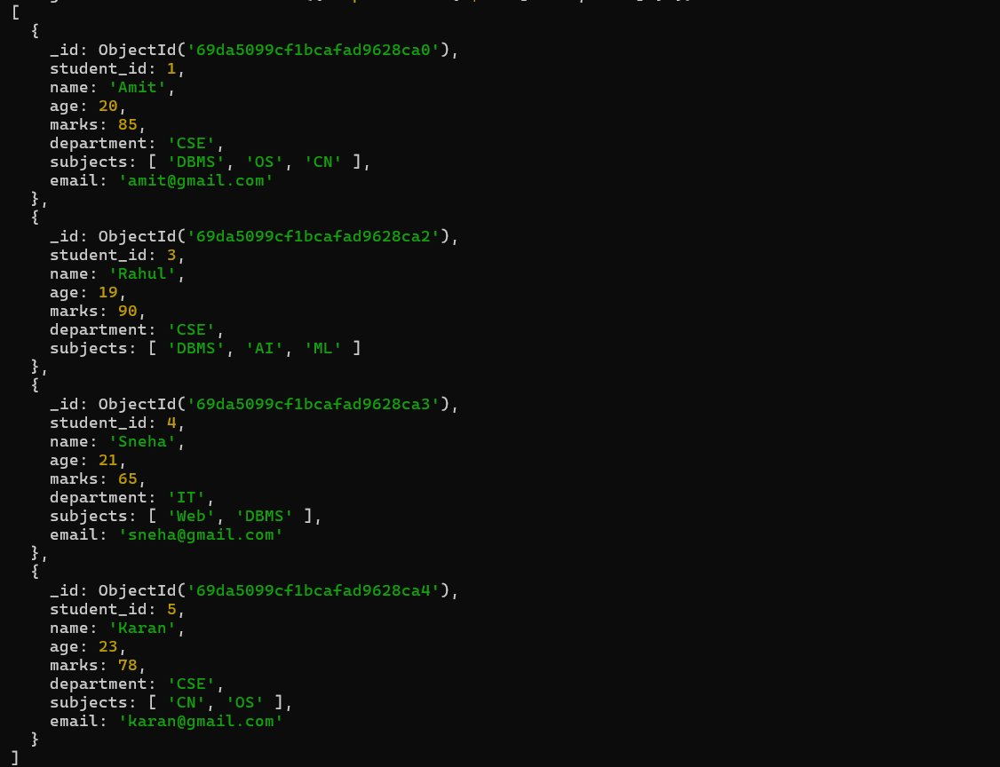 [
  {
    _id: ObjectId('69da5099cf1bcafad9628ca0'),
    student_id: 1,
    name: 'Amit',
    age: 20,
    marks: 85,
    department: 'CSE',
    subjects: [ 'DBMS', 'OS', 'CN' ],
    email: 'amit@gmail.com'
  },
  {
    _id: ObjectId('69da5099cf1bcafad9628ca2'),
    student_id: 3,
    name: 'Rahul',
    age: 19,
    marks: 90,
    department: 'CSE',
    subjects: [ 'DBMS', 'AI', 'ML' ]
  },
  {
    _id: ObjectId('69da5099cf1bcafad9628ca3'),
    student_id: 4,
    name: 'Sneha',
    age: 21,
    marks: 65,
    department: 'IT',
    subjects: [ 'Web', 'DBMS' ],
    email: 'sneha@gmail.com'
  },
  {
    _id: ObjectId('69da5099cf1bcafad9628ca4'),
    student_id: 5,
    name: 'Karan',
    age: 23,
    marks: 78,
    department: 'CSE',
    subjects: [ 'CN', 'OS' ],
    email: 'karan@gmail.com'
  }
]